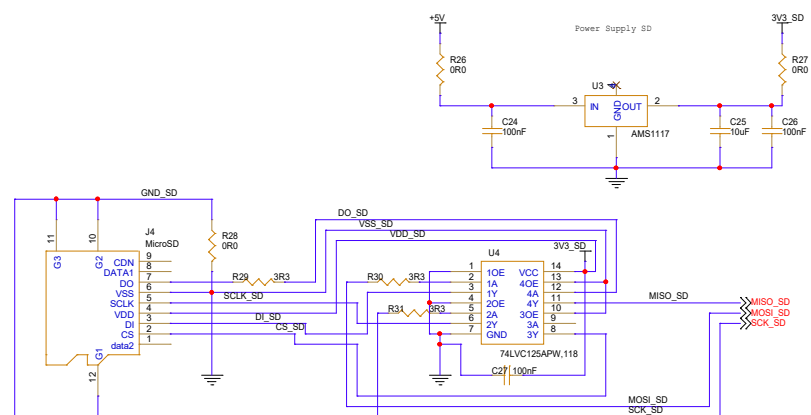 +5V
Power Supply SD
3V3_SD
R26
0R0
R27
0R0
U3
4
3
IN
OUT
2
GND
1
AMS1117
C24
100nF
C25
10uF
C26
100nF
GND_SD
J4
MicroSD
11
10
G3
G2
G1
12
9
CDN
8
DATA1
7
DO
6
VSS
5
SCLK
4
VDD
3
DI
2
CS
1
data2
R28
0R0
R29
3R3
DO_SD
VSS_SD
VDD_SD
SCLK_SD
DI_SD
CS_SD
R30
3R3
R31
3R3
U4
3V3_SD
1
1OE
VCC
14
2
1A
4OE
13
3
1Y
4A
12
4
2OE
4Y
11
5
2A
3OE
10
6
2Y
3A
9
7
GND
3Y
8
74LVC125APW,118
C27
100nF
MISO_SD
MISO_SD
MOSI_SD
SCK_SD
MOSI_SD
SCK_SD